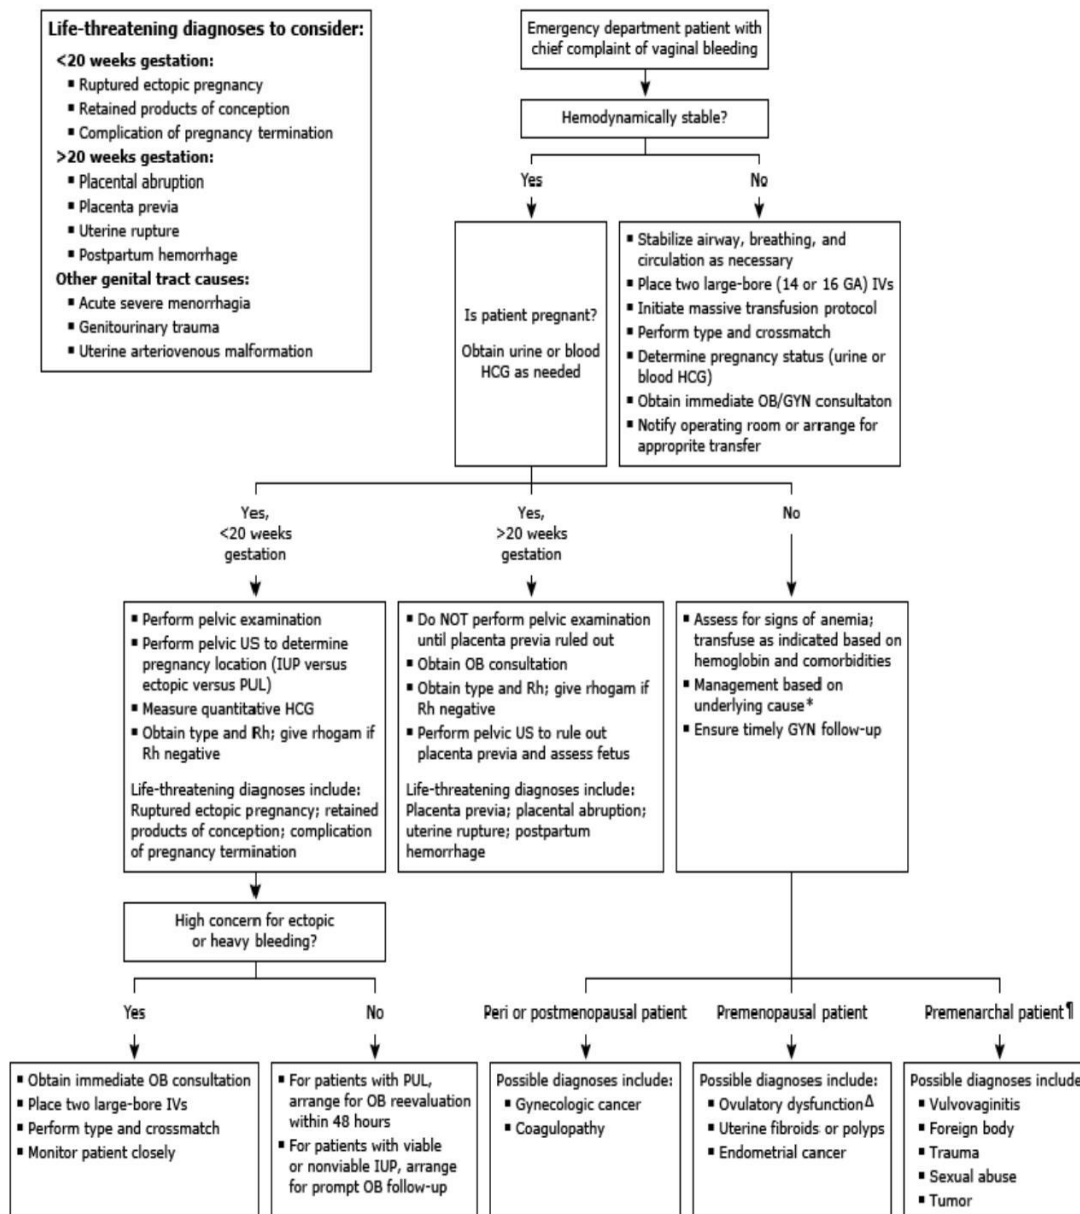 Life-threatening diagnoses to consider:
<20 weeks gestation:
▪ Ruptured ectopic pregnancy
▪ Retained products of conception
▪ Complication of pregnancy termination
>20 weeks gestation:
▪ Placental abruption
▪ Placenta previa
▪ Uterine rupture
▪ Postpartum hemorrhage
Other genital tract causes:
▪ Acute severe menorrhagia
▪ Genitourinary trauma
▪ Uterine arteriovenous malformation
Emergency department patient with
chief complaint of vaginal bleeding
Hemodynamically stable?
Yes
No
Is patient pregnant?
Obtain urine or blood
HCG as needed
▪ Stabilize airway, breathing, and
circulation as necessary
▪ Place two large-bore (14 or 16 GA) IVs
▪ Initiate massive transfusion protocol
▪ Perform type and crossmatch
▪ Determine pregnancy status (urine or
blood HCG)
▪ Obtain immediate OB/GYN consultaton
▪ Notify operating room or arrange for
approprite transfer
Yes,
<20 weeks
gestation
Yes,
>20 weeks
gestation
No
▪ Perform pelvic examination
▪ Perform pelvic US to determine
pregnancy location (IUP versus
ectopic versus PUL)
▪ Measure quantitative HCG
▪ Obtain type and Rh; give rhogam if
Rh negative
Life-threatening diagnoses include:
Ruptured ectopic pregnancy; retained
products of conception; complication
of pregnancy termination
▪ Do NOT perform pelvic examination
until placenta previa ruled out
▪ Obtain OB consultation
▪ Obtain type and Rh; give rhogam if
Rh negative
▪ Perform pelvic US to rule out
placenta previa and assess fetus
Life-threatening diagnoses include:
Placenta previa; placental abruption;
uterine rupture; postpartum
hemorrhage
▪ Assess for signs of anemia;
transfuse as indicated based on
hemoglobin and comorbidities
▪ Management based on
underlying cause*
▪ Ensure timely GYN follow-up
High concern for ectopic
or heavy bleeding?
Yes
No
Peri or postmenopausal patient
Premenopausal patient
Premenarchal patient¶
▪ Obtain immediate OB consultation
▪ Place two large-bore IVs
▪ Perform type and crossmatch
▪ Monitor patient closely
▪ For patients with PUL,
arrange for OB reevaluation
within 48 hours
▪ For patients with viable
or nonviable IUP, arrange
for prompt OB follow-up
Possible diagnoses include:
▪ Gynecologic cancer
▪ Coagulopathy
Possible diagnoses include:
▪ Ovulatory dysfunctionΔ
▪ Uterine fibroids or polyps
▪ Endometrial cancer
Possible diagnoses include
▪ Vulvovaginitis
▪ Foreign body
▪ Trauma
▪ Sexual abuse
▪ Tumor